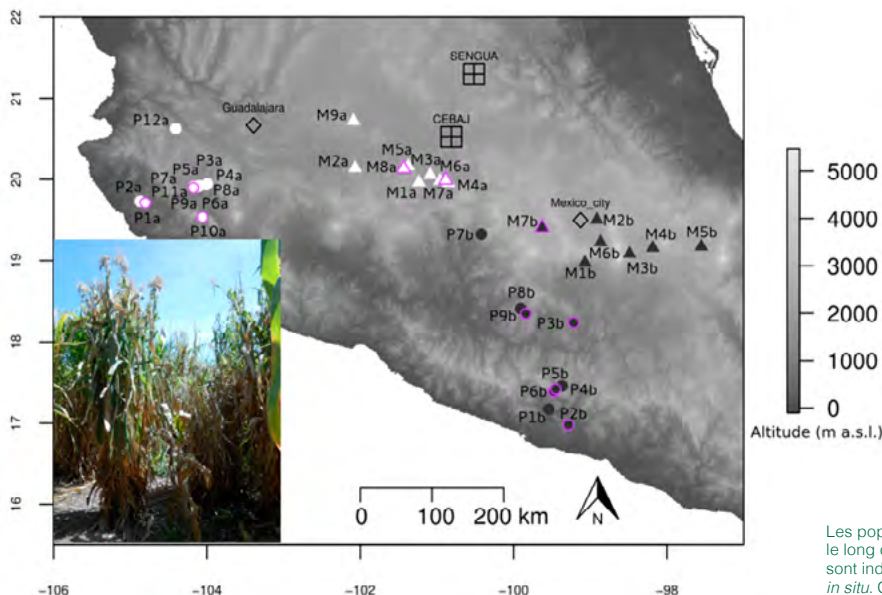 22
21
20
19
18
17
16
-106
-104
-102
-100
-98
SENGUA
CEBAJ
Guadalajara
Mexico_city
P12a
M9a
M5a
M3a
M2a
M8a
M6a
M1a
M7a
M4a
P3a
P7a
P5a
P4a
P2a
P11a
P8a
P9a
P6a
P1a
P10a
M7b
M2b
P7b
M6b
M4b
M5b
M1b
M3b
P8b
P9b
P3b
P5b
P6b
P4b
P1b
P2b
0 100 200 km
N
5000
4000
3000
2000
1000
0
Altitude (m a.s.l.)
Les pop
le long
sont ind
in situ.